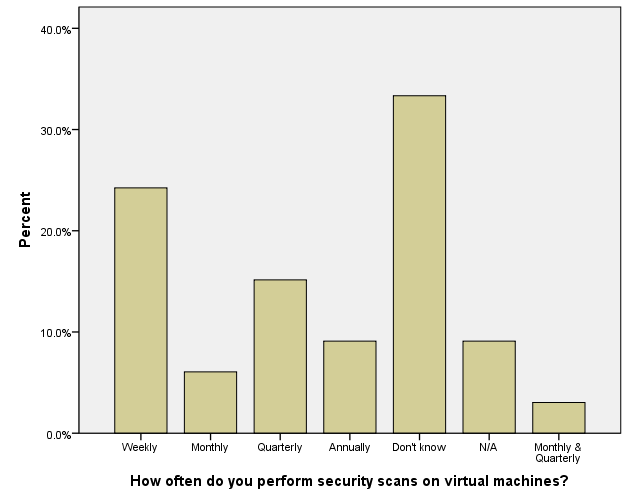 40.0%
30.0%
20.0%
10.0%
0.0%
Percent
Weekly
Monthly
Quarterly
Annually
Don't know
N/A
Monthly &
Quarterly
How often do you perform security scans on virtual machines?